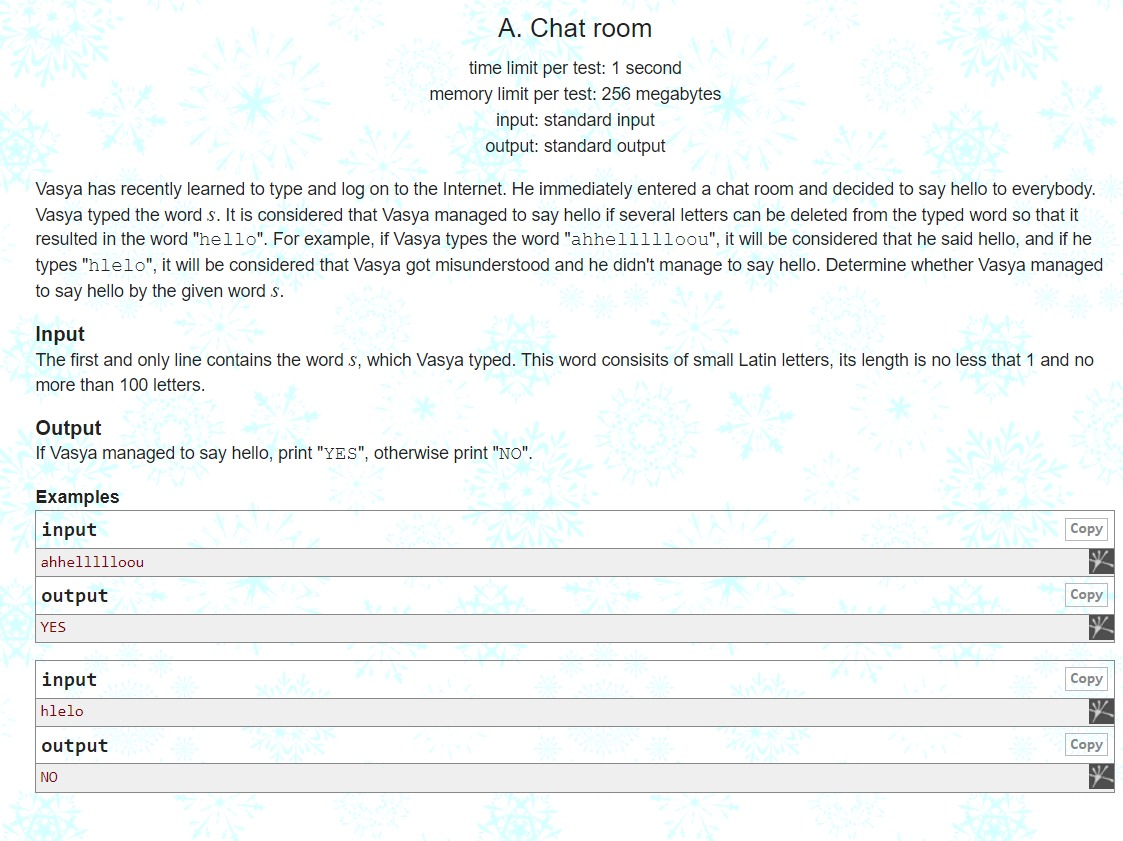 A. Chat room
time limit per test: 1 second
memory limit per test: 256 megabytes
input: standard input
output: standard output
Vasya has recently learned to type and log on to the Internet. He immediately entered a chat room and decided to say hello to everybody.
Vasya typed the word s. It is considered that Vasya managed to say hello if several letters can be deleted from the typed word so that it
resulted in the word "hello". For example, if Vasya types the word "ahhellllloou", it will be considered that he said hello, and if he
types "hlelo", it will be considered that Vasya got misunderstood and he didn't manage to say hello. Determine whether Vasya managed
to say hello by the given word s.
Input
The first and only line contains the word s, which Vasya typed. This word consisits of small Latin letters, its length is no less that 1 and no
more than 100 letters.
Output
If Vasya managed to say hello, print "YES", otherwise print "NO".
Examples
input Copy
ahhellllloou
output Copy
YES
input Copy
hlelo
output Copy
NO